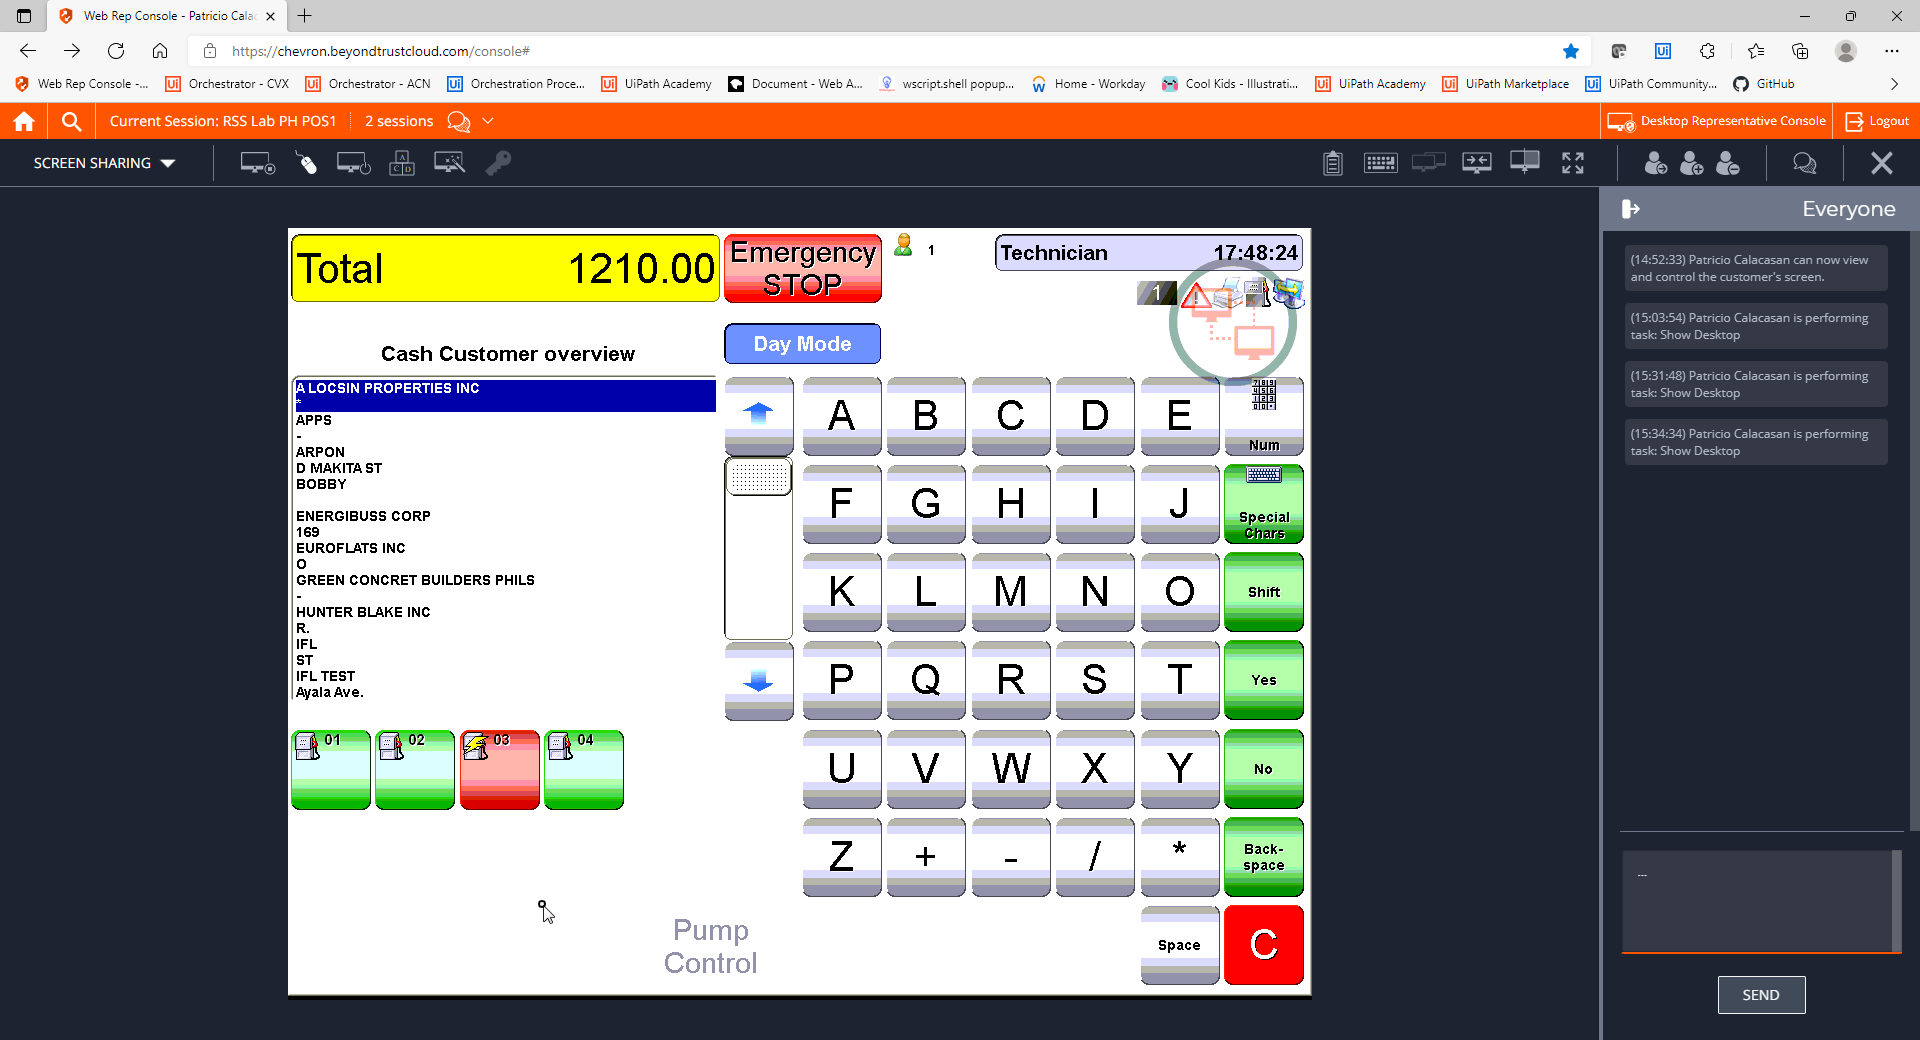 Web Rep Console - Patricio Cala
https://chevron.beyondtrustcloud.com/console#
Web Rep Console -...
Orchestrator - CVX
Orchestrator - ACN
Orchestration Proce...
UiPath Academy
Document - Web A...
wscript.shell popup...
Home - Workday
Cool Kids - Illustrati...
UiPath Academy
UiPath Marketplace
UiPath Community...
GitHub
Current Session: RSS Lab PH POS1
2 sessions
Desktop Representative Console
Logout
SCREEN SHARING
Everyone
(14:52:33) Patricio Calacasan can now view
and control the customer's screen.
(15:03:54) Patricio Calacasan is performing
task: Show Desktop
(15:31:48) Patricio Calacasan is performing
task: Show Desktop
(15:34:34) Patricio Calacasan is performing
task: Show Desktop
SEND
Total 1210.00
Emergency
STOP
1
Technician 17:48:24
1
Day Mode
Cash Customer overview
A LOCSIN PROPERTIES INC
*
APPS
-
ARPON
D MAKITA ST
BOBBY
ENERGIBUSS CORP
169
EUROFLATS INC
O
GREEN CONCRET BUILDERS PHILS
-
HUNTER BLAKE INC
R.
IFL
ST
IFL TEST
Ayala Ave.
01 02 03 04
A B C D E Num
F G H I J Special
Chars
K L M N O Shift
P Q R S T Yes
U V W X Y No
Z + - / * Back-
space
Space C
Pump
Control